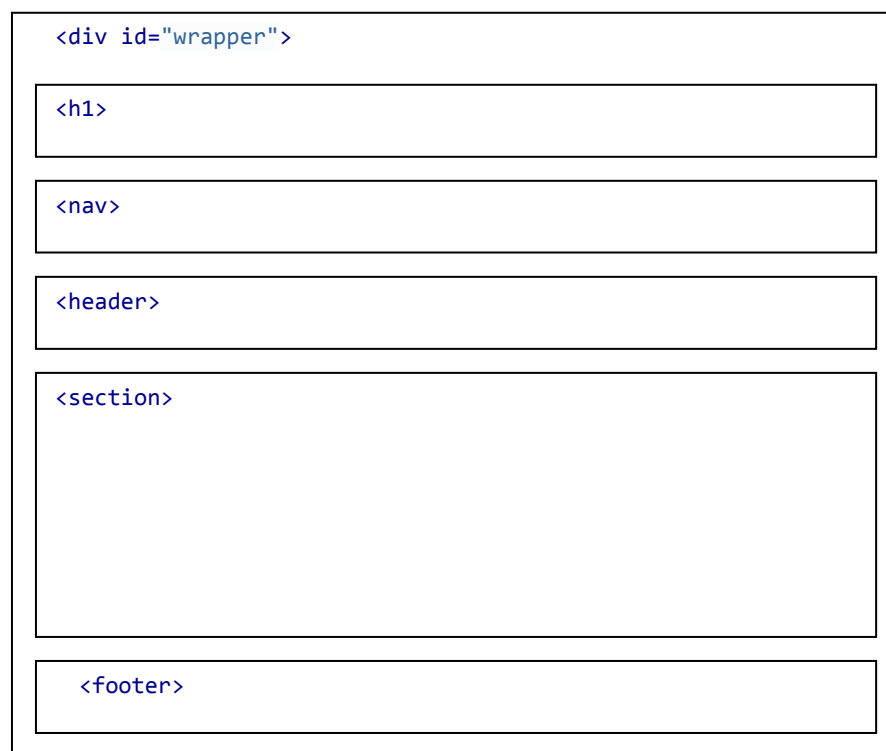 <div id="wrapper">
<h1>
<nav>
<header>
<section>
<footer>